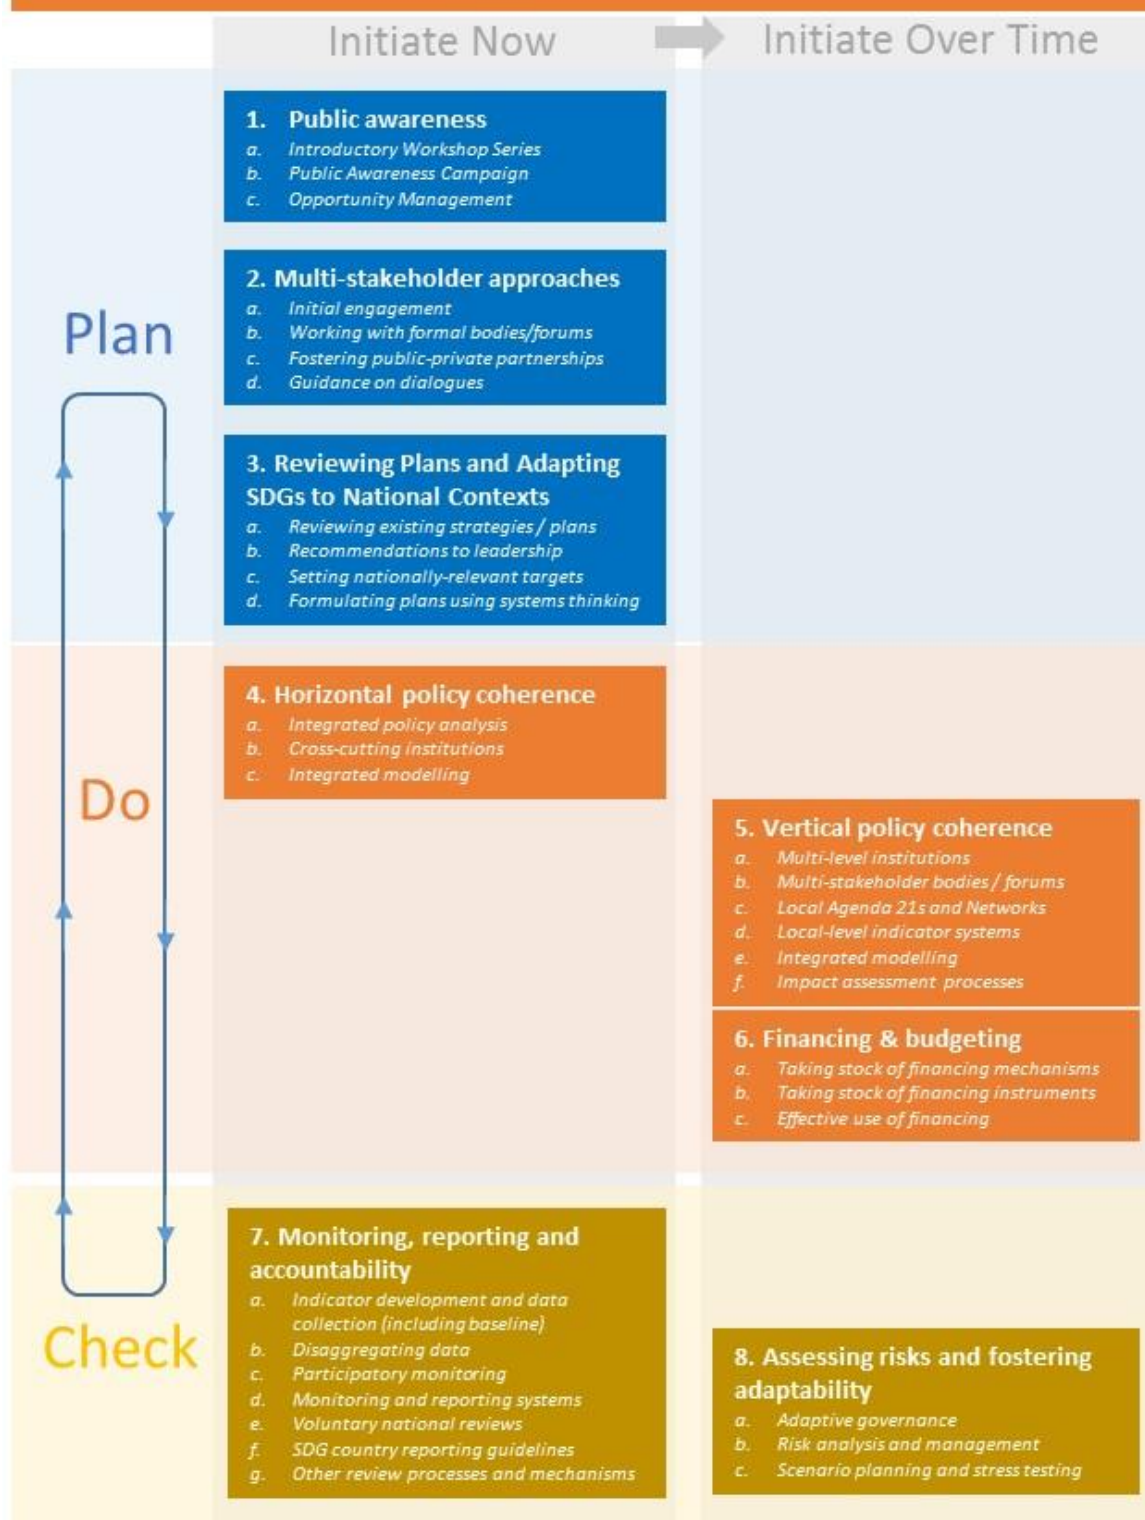 Initiate Now
Initiate Over Time
Plan
1. Public awareness
a. Introductory Workshop Series
b. Public Awareness Campaign
c. Opportunity Management
2. Multi-stakeholder approaches
a. Initial engagement
b. Working with formal bodies/forums
c. Fostering public-private partnerships
d. Guidance on dialogues
3. Reviewing Plans and Adapting
SDGs to National Contexts
a. Reviewing existing strategies / plans
b. Recommendations to leadership
c. Setting nationally-relevant targets
d. Formulating plans using systems thinking
Do
4. Horizontal policy coherence
a. Integrated policy analysis
b. Cross-cutting institutions
c. Integrated modelling
5. Vertical policy coherence
a. Multi-level institutions
b. Multi-stakeholder bodies / forums
c. Local Agenda 21s and Networks
d. Local-level indicator systems
e. Integrated modelling
f. Impact assessment processes
6. Financing & budgeting
a. Taking stock of financing mechanisms
b. Taking stock of financing instruments
c. Effective use of financing
Check
7. Monitoring, reporting and
accountability
a. Indicator development and data
collection (including baseline)
b. Disaggregating data
c. Participatory monitoring
d. Monitoring and reporting systems
e. Voluntary national reviews
f. SDG country reporting guidelines
g. Other review processes and mechanisms
8. Assessing risks and fostering
adaptability
a. Adaptive governance
b. Risk analysis and management
c. Scenario planning and stress testing